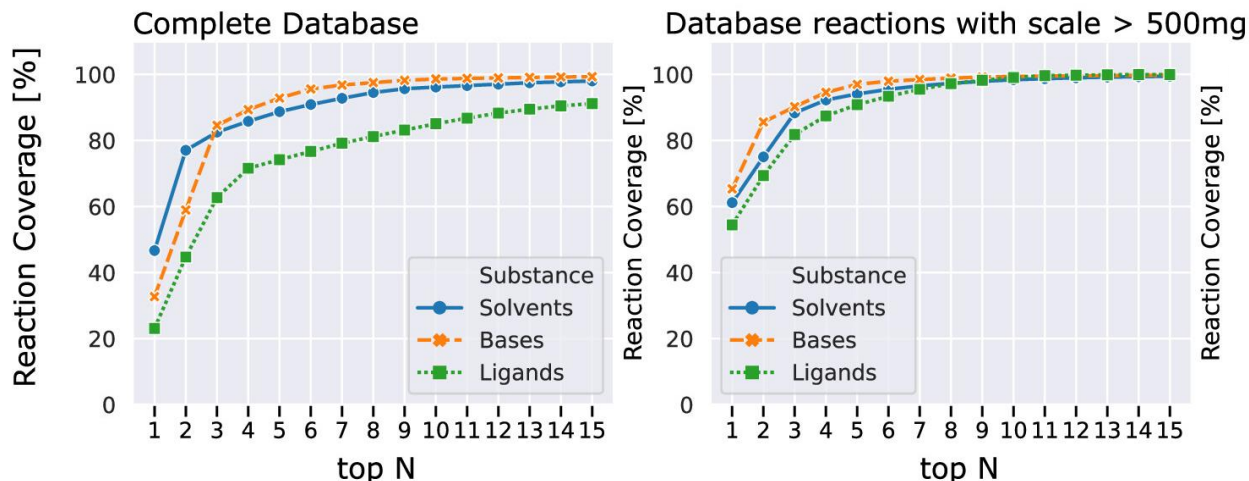 Complete Database
Reaction Coverage [%]
100
80
60
40
20
0
Substance
Solvents
Bases
Ligands
1 2 3 4 5 6 7 8 9 10 11 12 13 14 15
top N
Database reactions with scale > 500mg
Reaction Coverage [%]
100
80
60
40
20
0
Substance
Solvents
Bases
Ligands
1 2 3 4 5 6 7 8 9 10 11 12 13 14 15
top N
Reaction Coverage [%]